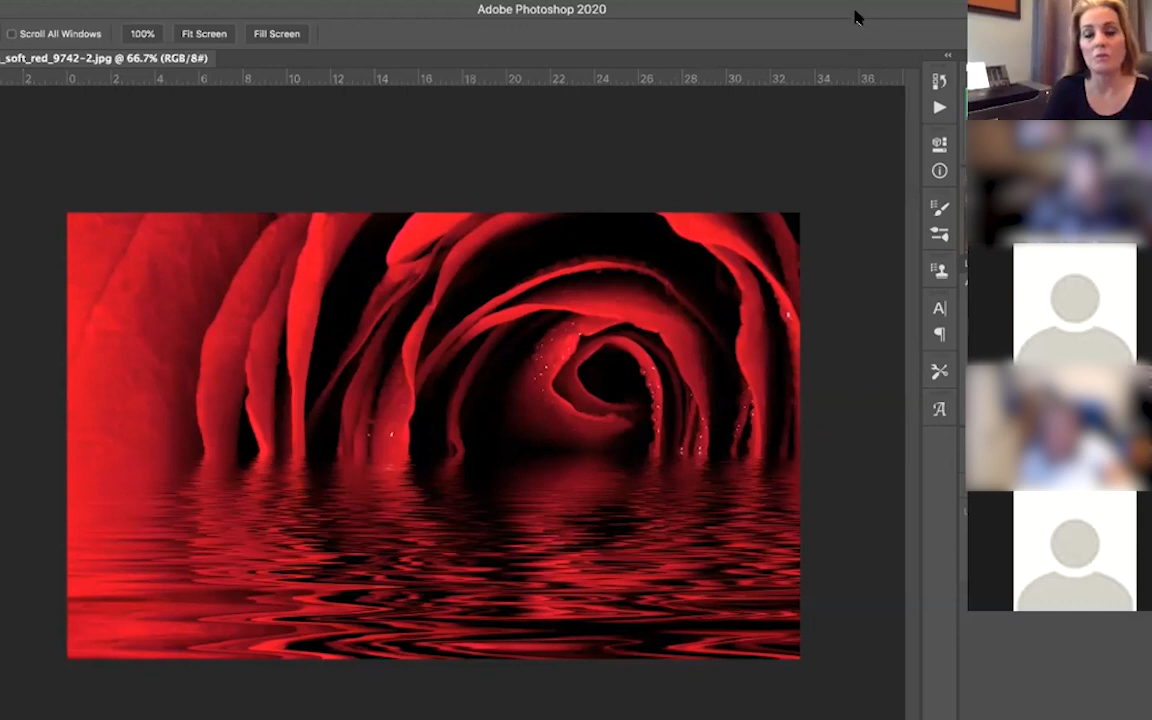 Adobe Photoshop 2020
Scroll All Windows 100% Fit Screen Fill Screen
_soft_red_9742-2.jpg @ 66.7% (RGB/8#)
2 0 2 4 6 8 10 12 14 16 18 20 22 24 26 28 30 32 34 36
A|
A